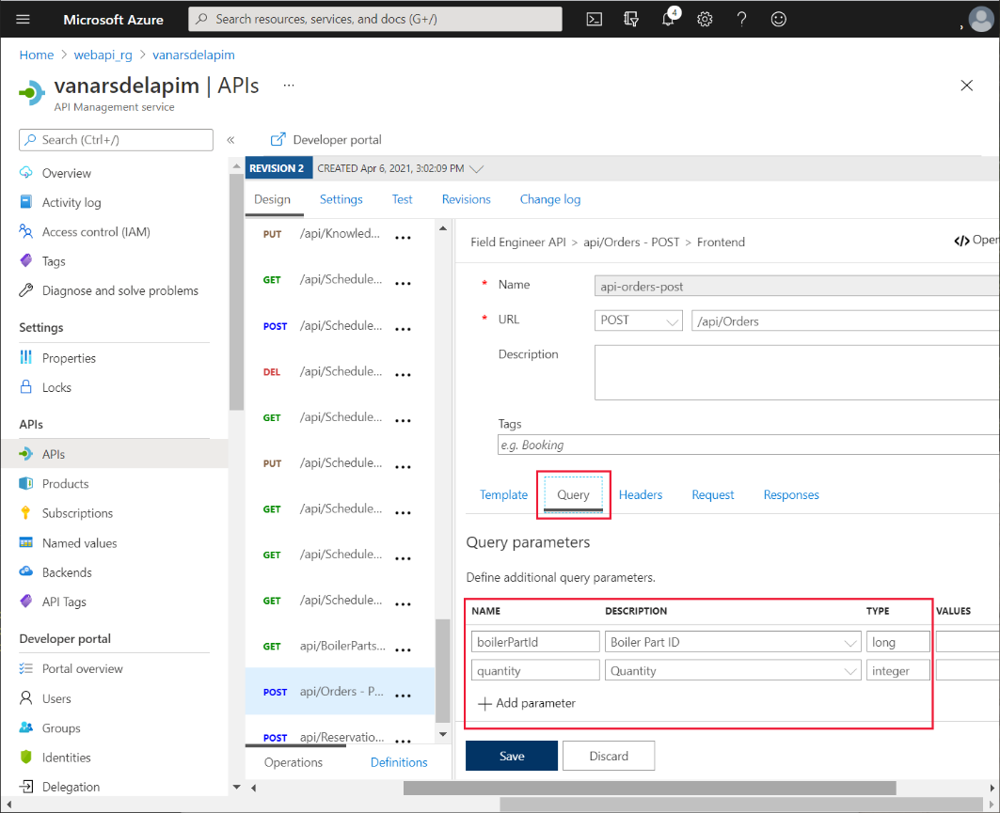 Microsoft Azure
Search resources, services, and docs (G+/)
4
Home > webapi_rg > vanarsdelapim
vanarsdelapim | APIs ...
API Management service
Search (Ctrl+/)
«
Developer portal
Overview
Activity log
Access control (IAM)
Tags
Diagnose and solve problems
Settings
Properties
Locks
APIs
APIs
Products
Subscriptions
Named values
Backends
API Tags
Developer portal
Portal overview
Users
Groups
Identities
Delegation
REVISION 2 CREATED Apr 6, 2021, 3:02:09 PM
Design Settings Test Revisions Change log
PUT /api/Knowled... ...
GET /api/Schedule... ...
POST /api/Schedule... ...
DEL /api/Schedule... ...
GET /api/Schedule... ...
PUT /api/Schedule... ...
GET /api/Schedule... ...
GET /api/Schedule... ...
GET /api/Schedule... ...
GET api/BoilerParts... ...
POST api/Orders - P... ...
POST api/Reservatio... ...
Operations Definitions
Field Engineer API > api/Orders - POST > Frontend
</> Oper
* Name api-orders-post
* URL POST /api/Orders
Description
Tags
e.g. Booking
Template Query Headers Request Responses
Query parameters
Define additional query parameters.
NAME DESCRIPTION TYPE VALUES
boilerPartId Boiler Part ID long
quantity Quantity integer
+ Add parameter
Save Discard